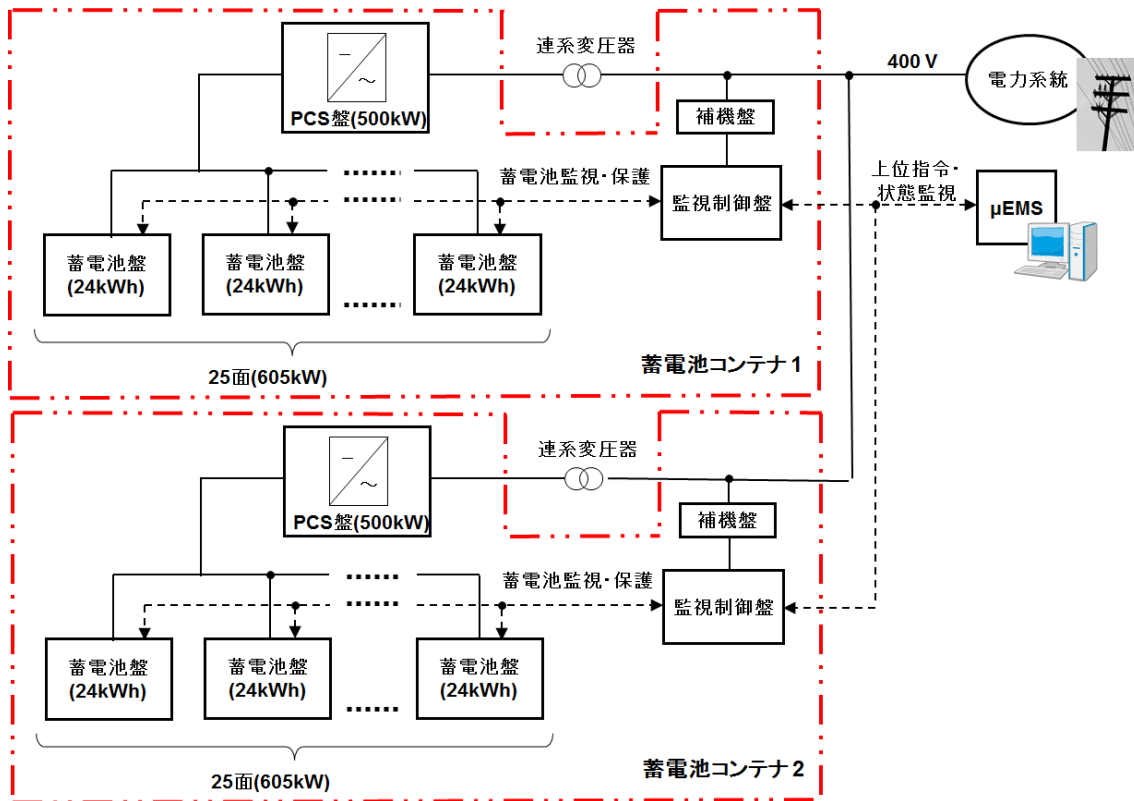 連系変圧器
400 V
電力系統
PCS盤(500kW)
補機盤
蓄電池監視・保護
監視制御盤
上位指令・
状態監視
μEMS
蓄電池盤
(24kWh)
蓄電池盤
(24kWh)
蓄電池盤
(24kWh)
25面(605kW)
蓄電池コンテナ1
連系変圧器
PCS盤(500kW)
補機盤
蓄電池監視・保護
監視制御盤
蓄電池盤
(24kWh)
蓄電池盤
(24kWh)
蓄電池盤
(24kWh)
25面(605kW)
蓄電池コンテナ2